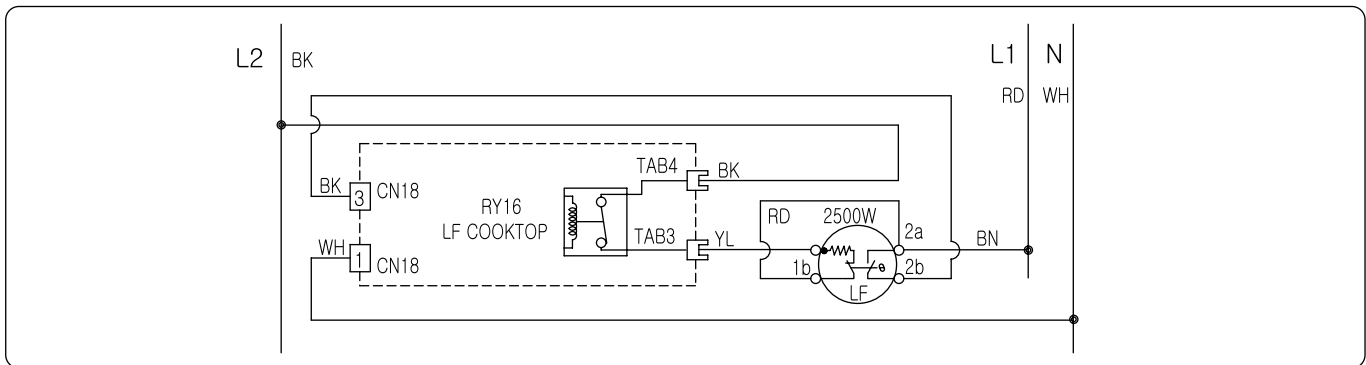 L2 BK
L1 N
RD WH
TAB4 BK
BK 3 CN18
RY16
LF COOKTOP
RD 2500W
2a
TAB3 YL
BN
WH 1 CN18
1b 2b
LF